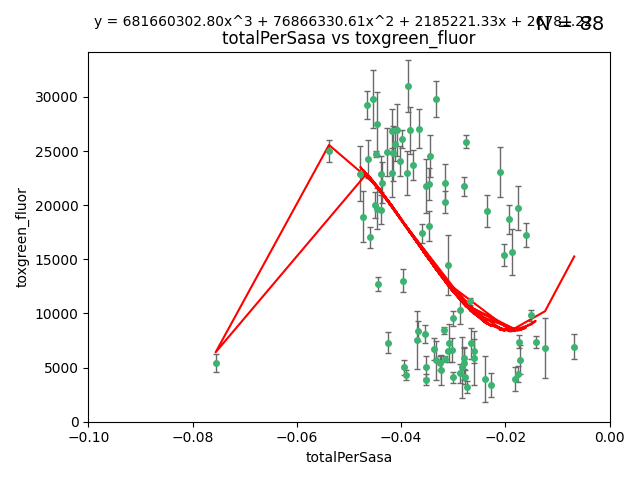 y = 681660302.80x^3 + 76866330.61x^2 + 2185221.33x +
N = 88
totalPerSasa vs toxgreen_fluor
toxgreen_fluor
30000
25000
20000
15000
10000
5000
0
−0.10 −0.08 −0.06 −0.04 −0.02 0.00
totalPerSasa